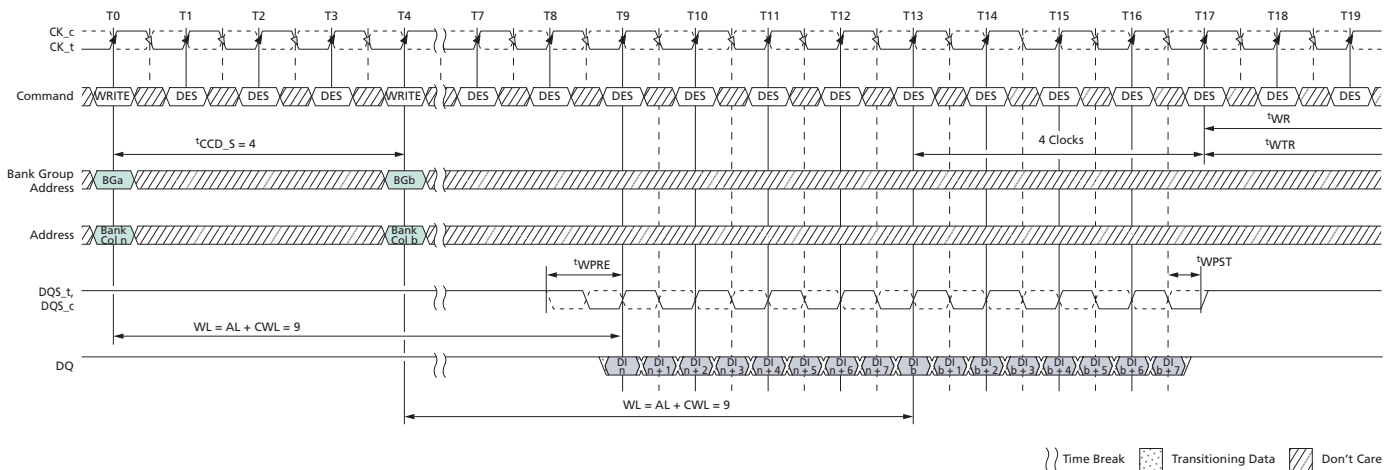 T0 T1 T2 T3 T4 T7 T8 T9 T10 T11 T12 T13 T14 T15 T16 T17 T18 T19
CK_c
CK_t
Command WRITE DES DES DES WRITE DES DES DES DES DES DES DES DES DES DES DES DES DES
tWR
tCCD_S = 4 4 Clocks tWTR
Bank Group
Address BGa BGb
Address Bank
Col n Bank
Col b
tWPRE tWPST
DQS_t,
DQS_c
WL = AL + CWL = 9
DQ DI
n DI
n + 1 DI
n + 2 DI
n + 3 DI
n + 4 DI
n + 5 DI
n + 6 DI
n + 7 DI
b DI
b + 1 DI
b + 2 DI
b + 3 DI
b + 4 DI
b + 5 DI
b + 6 DI
b + 7
WL = AL + CWL = 9
Time Break Transitioning Data Don't Care